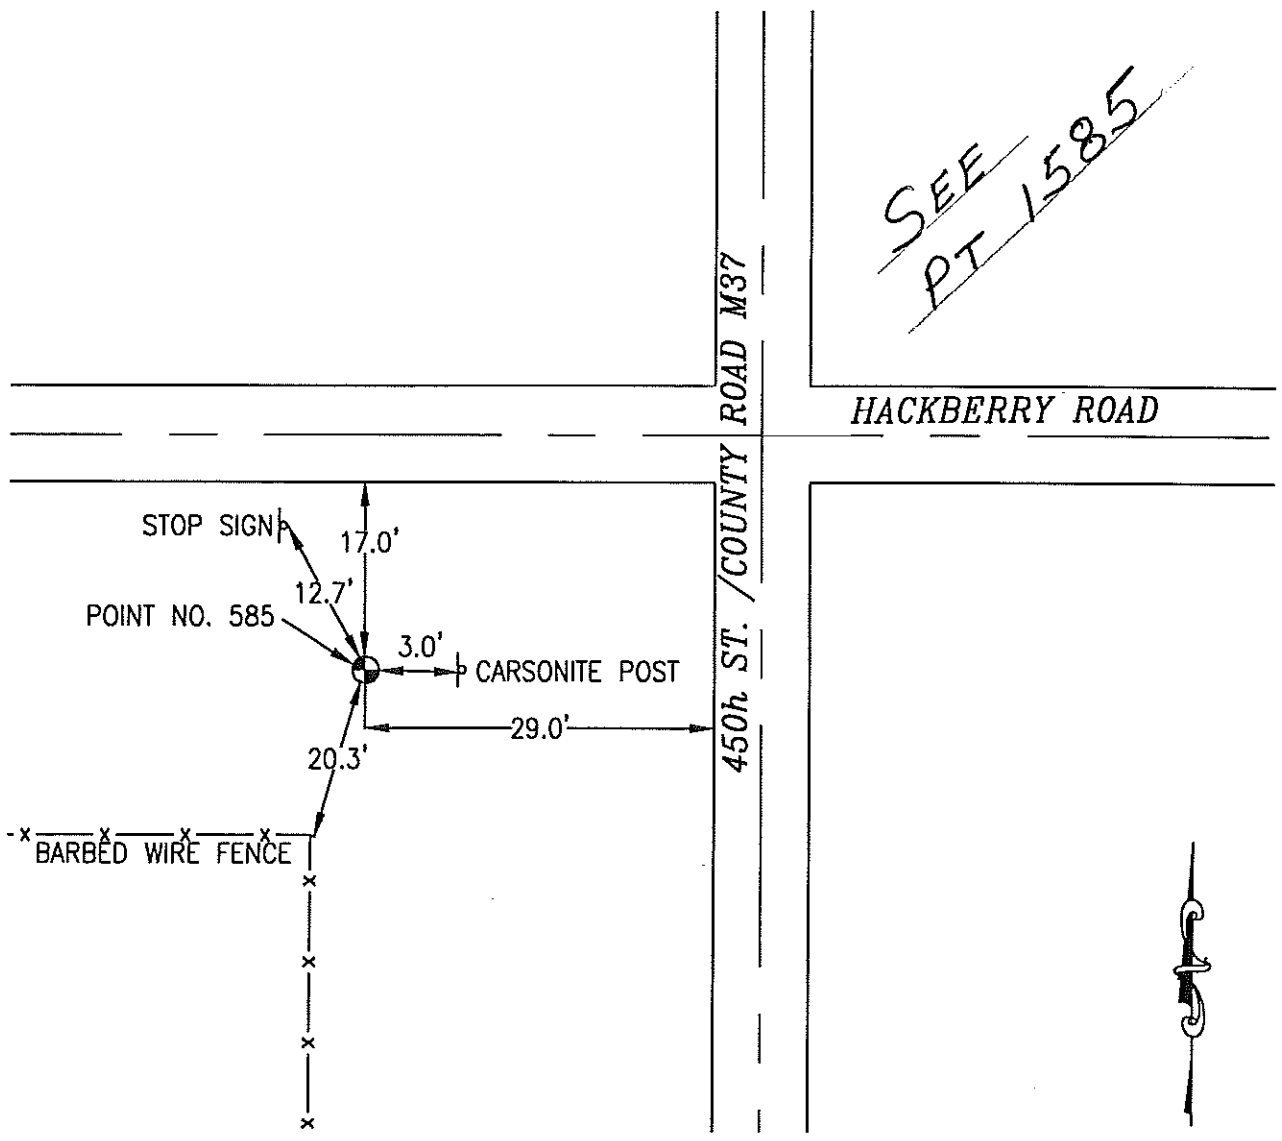 SEE
PT 1585
450h ST. /COUNTY ROAD M37
HACKBERRY ROAD
STOP SIGN
17.0'
12.7'
POINT NO. 585
3.0'
CARSONITE POST
29.0'
20.3'
BARBED WIRE FENCE